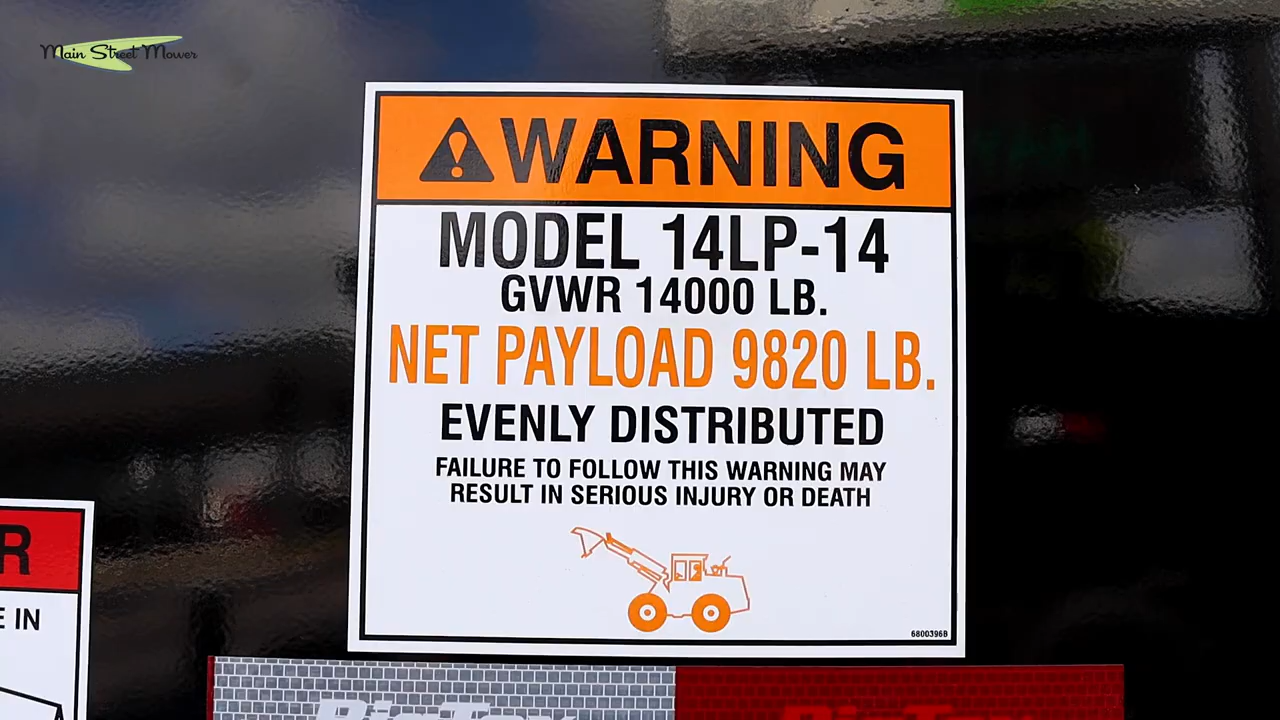 Main Street Mower
WARNING
MODEL 14LP-14
GVWR 14000 LB.
NET PAYLOAD 9820 LB.
EVENLY DISTRIBUTED
FAILURE TO FOLLOW THIS WARNING MAY
RESULT IN SERIOUS INJURY OR DEATH
6800396B
R
E IN